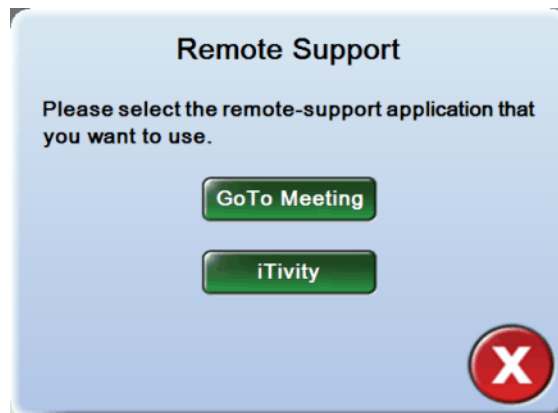 Remote Support
Please select the remote-support application that
you want to use.
GoTo Meeting
iTivity
X